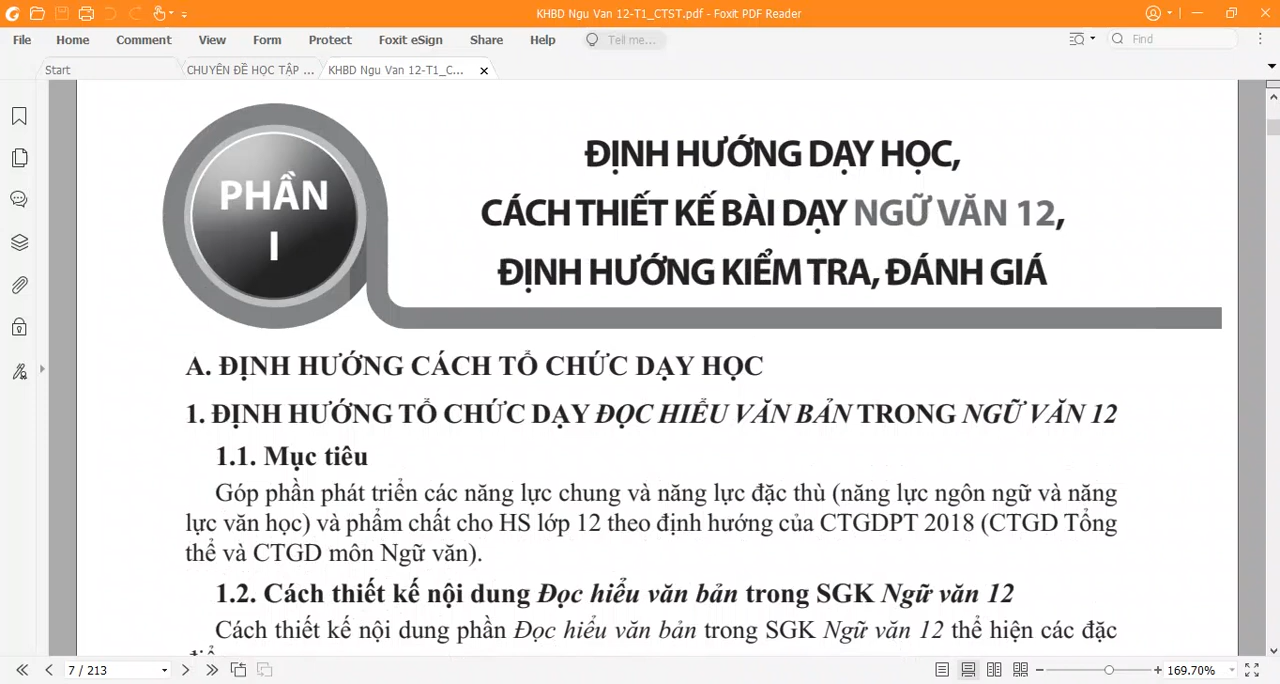 KHBD Ngu Van 12-T1_CTST.pdf - Foxit PDF Reader
File Home Comment View Form Protect Foxit eSign Share Help Tell me... Find
Start CHUYÊN ĐỀ HỌC TẬP ... KHBD Ngu Van 12-T1_C...
PHẦN
I
ĐỊNH HƯỚNG DẠY HỌC,
CÁCH THIẾT KẾ BÀI DẠY NGỮ VĂN 12,
ĐỊNH HƯỚNG KIỂM TRA, ĐÁNH GIÁ
A. ĐỊNH HƯỚNG CÁCH TỔ CHỨC DẠY HỌC
1. ĐỊNH HƯỚNG TỔ CHỨC DẠY ĐỌC HIỂU VĂN BẢN TRONG NGỮ VĂN 12
1.1. Mục tiêu
Góp phần phát triển các năng lực chung và năng lực đặc thù (năng lực ngôn ngữ và năng
lực văn học) và phẩm chất cho HS lớp 12 theo định hướng của CTGDPT 2018 (CTGD Tổng
thể và CTGD môn Ngữ văn).
1.2. Cách thiết kế nội dung Đọc hiểu văn bản trong SGK Ngữ văn 12
Cách thiết kế nội dung phần Đọc hiểu văn bản trong SGK Ngữ văn 12 thể hiện các đặc
7 / 213 169.70%